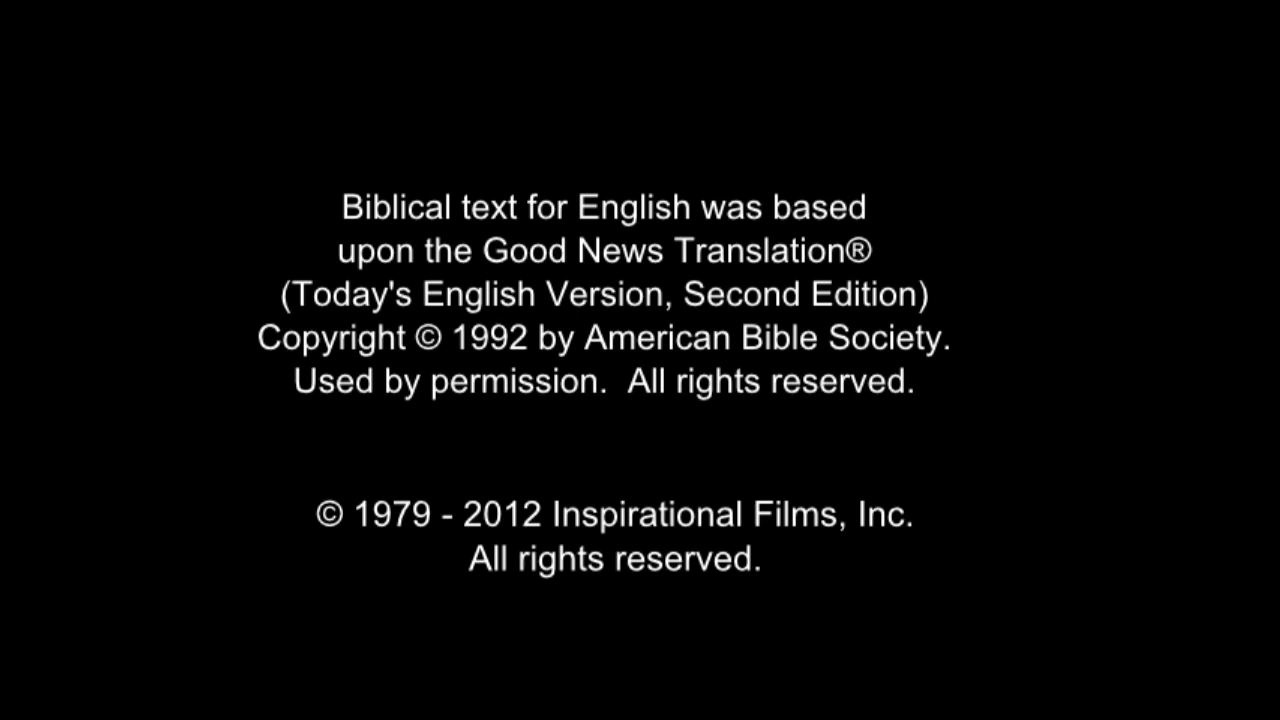 Biblical text for English was based
upon the Good News Translation®
(Today's English Version, Second Edition)
Copyright © 1992 by American Bible Society.
Used by permission.  All rights reserved.
© 1979 - 2012 Inspirational Films, Inc.
All rights reserved.